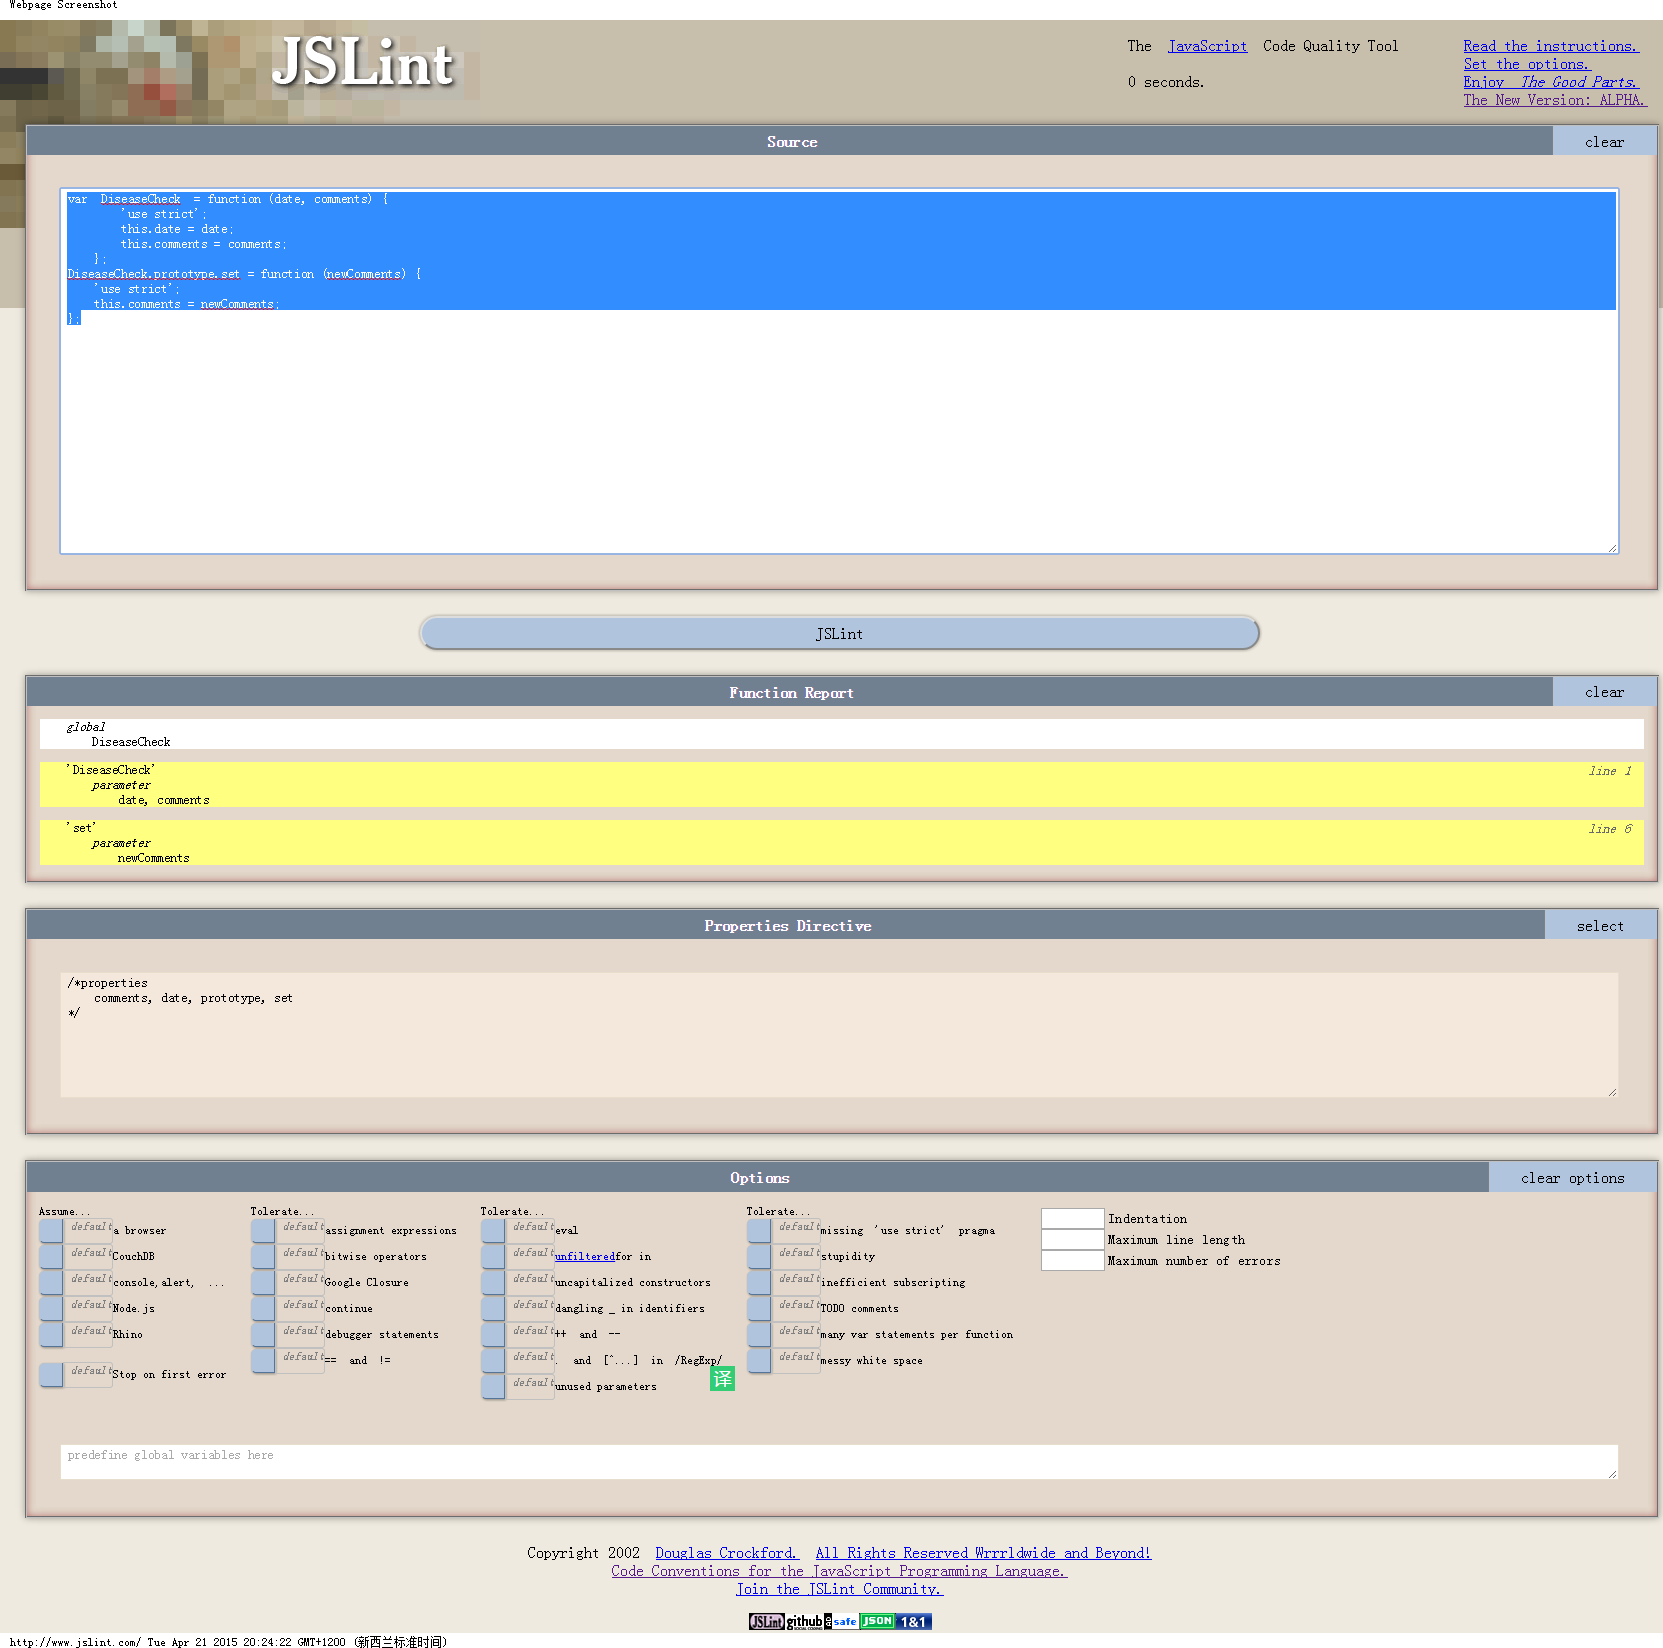 Webpage Screenshot
JSLint
The JavaScript Code Quality Tool
0 seconds.
Read the instructions.
Set the options.
Enjoy The Good Parts.
The New Version: ALPHA.
Source
clear
var DiseaseCheck = function (date, comments) {
'use strict';
this.date = date;
this.comments = comments;
};
DiseaseCheck.prototype.set = function (newComments) {
'use strict';
this.comments = newComments;
};
JSLint
Function Report
clear
global
DiseaseCheck
'DiseaseCheck' line 1
parameter
date, comments
'set' line 6
parameter
newComments
Properties Directive
select
/*properties
comments, date, prototype, set
*/
Options
clear options
Assume...
default a browser
default CouchDB
default console,alert, ...
default Node.js
default Rhino
default Stop on first error
Tolerate...
default assignment expressions
default bitwise operators
default Google Closure
default continue
default debugger statements
default == and !=
Tolerate...
default eval
default unfiltered for in
default uncapitalized constructors
default dangling _ in identifiers
default ++ and --
default . and [^...] in /RegExp/
default unused parameters
译
Tolerate...
default missing 'use strict' pragma
default stupidity
default inefficient subscripting
default TODO comments
default many var statements per function
default messy white space
Indentation
Maximum line length
Maximum number of errors
predefine global variables here
Copyright 2002 Douglas Crockford. All Rights Reserved Wrrrldwide and Beyond!
Code Conventions for the JavaScript Programming Language.
Join the JSLint Community.
JSLint github safe JSON 1&1
http://www.jslint.com/ Tue Apr 21 2015 20:24:22 GMT+1200 (新西兰标准时间)